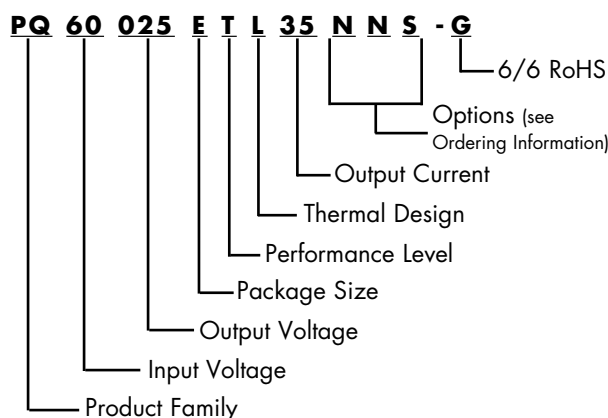 PQ 60 025 E T L 35 N N S - G
6/6 RoHS
Options (see
Ordering Information)
Output Current
Thermal Design
Performance Level
Package Size
Output Voltage
Input Voltage
Product Family